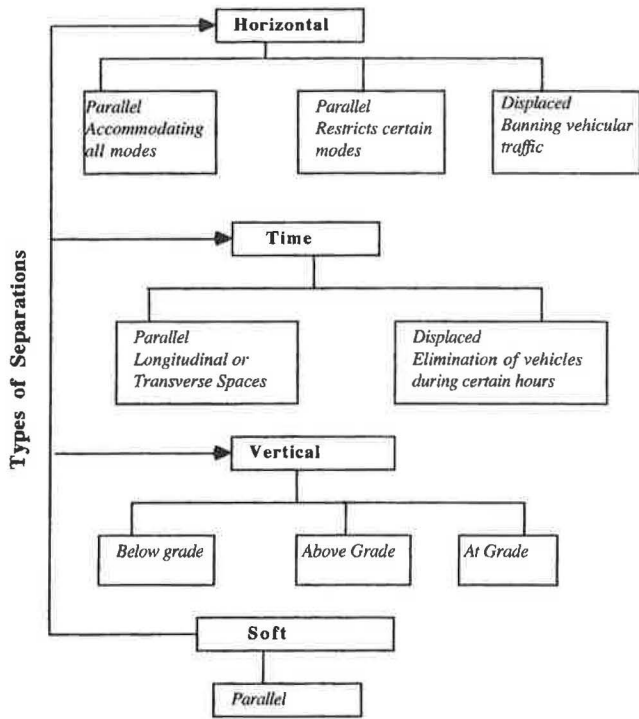 Types of Separations
Horizontal
Parallel
Accommodating
all modes
Parallel
Restricts certain
modes
Displaced
Banning vehicular
traffic
Time
Parallel
Longitudinal or
Transverse Spaces
Displaced
Elimination of vehicles
during certain hours
Vertical
Below grade
Above Grade
At Grade
Soft
Parallel